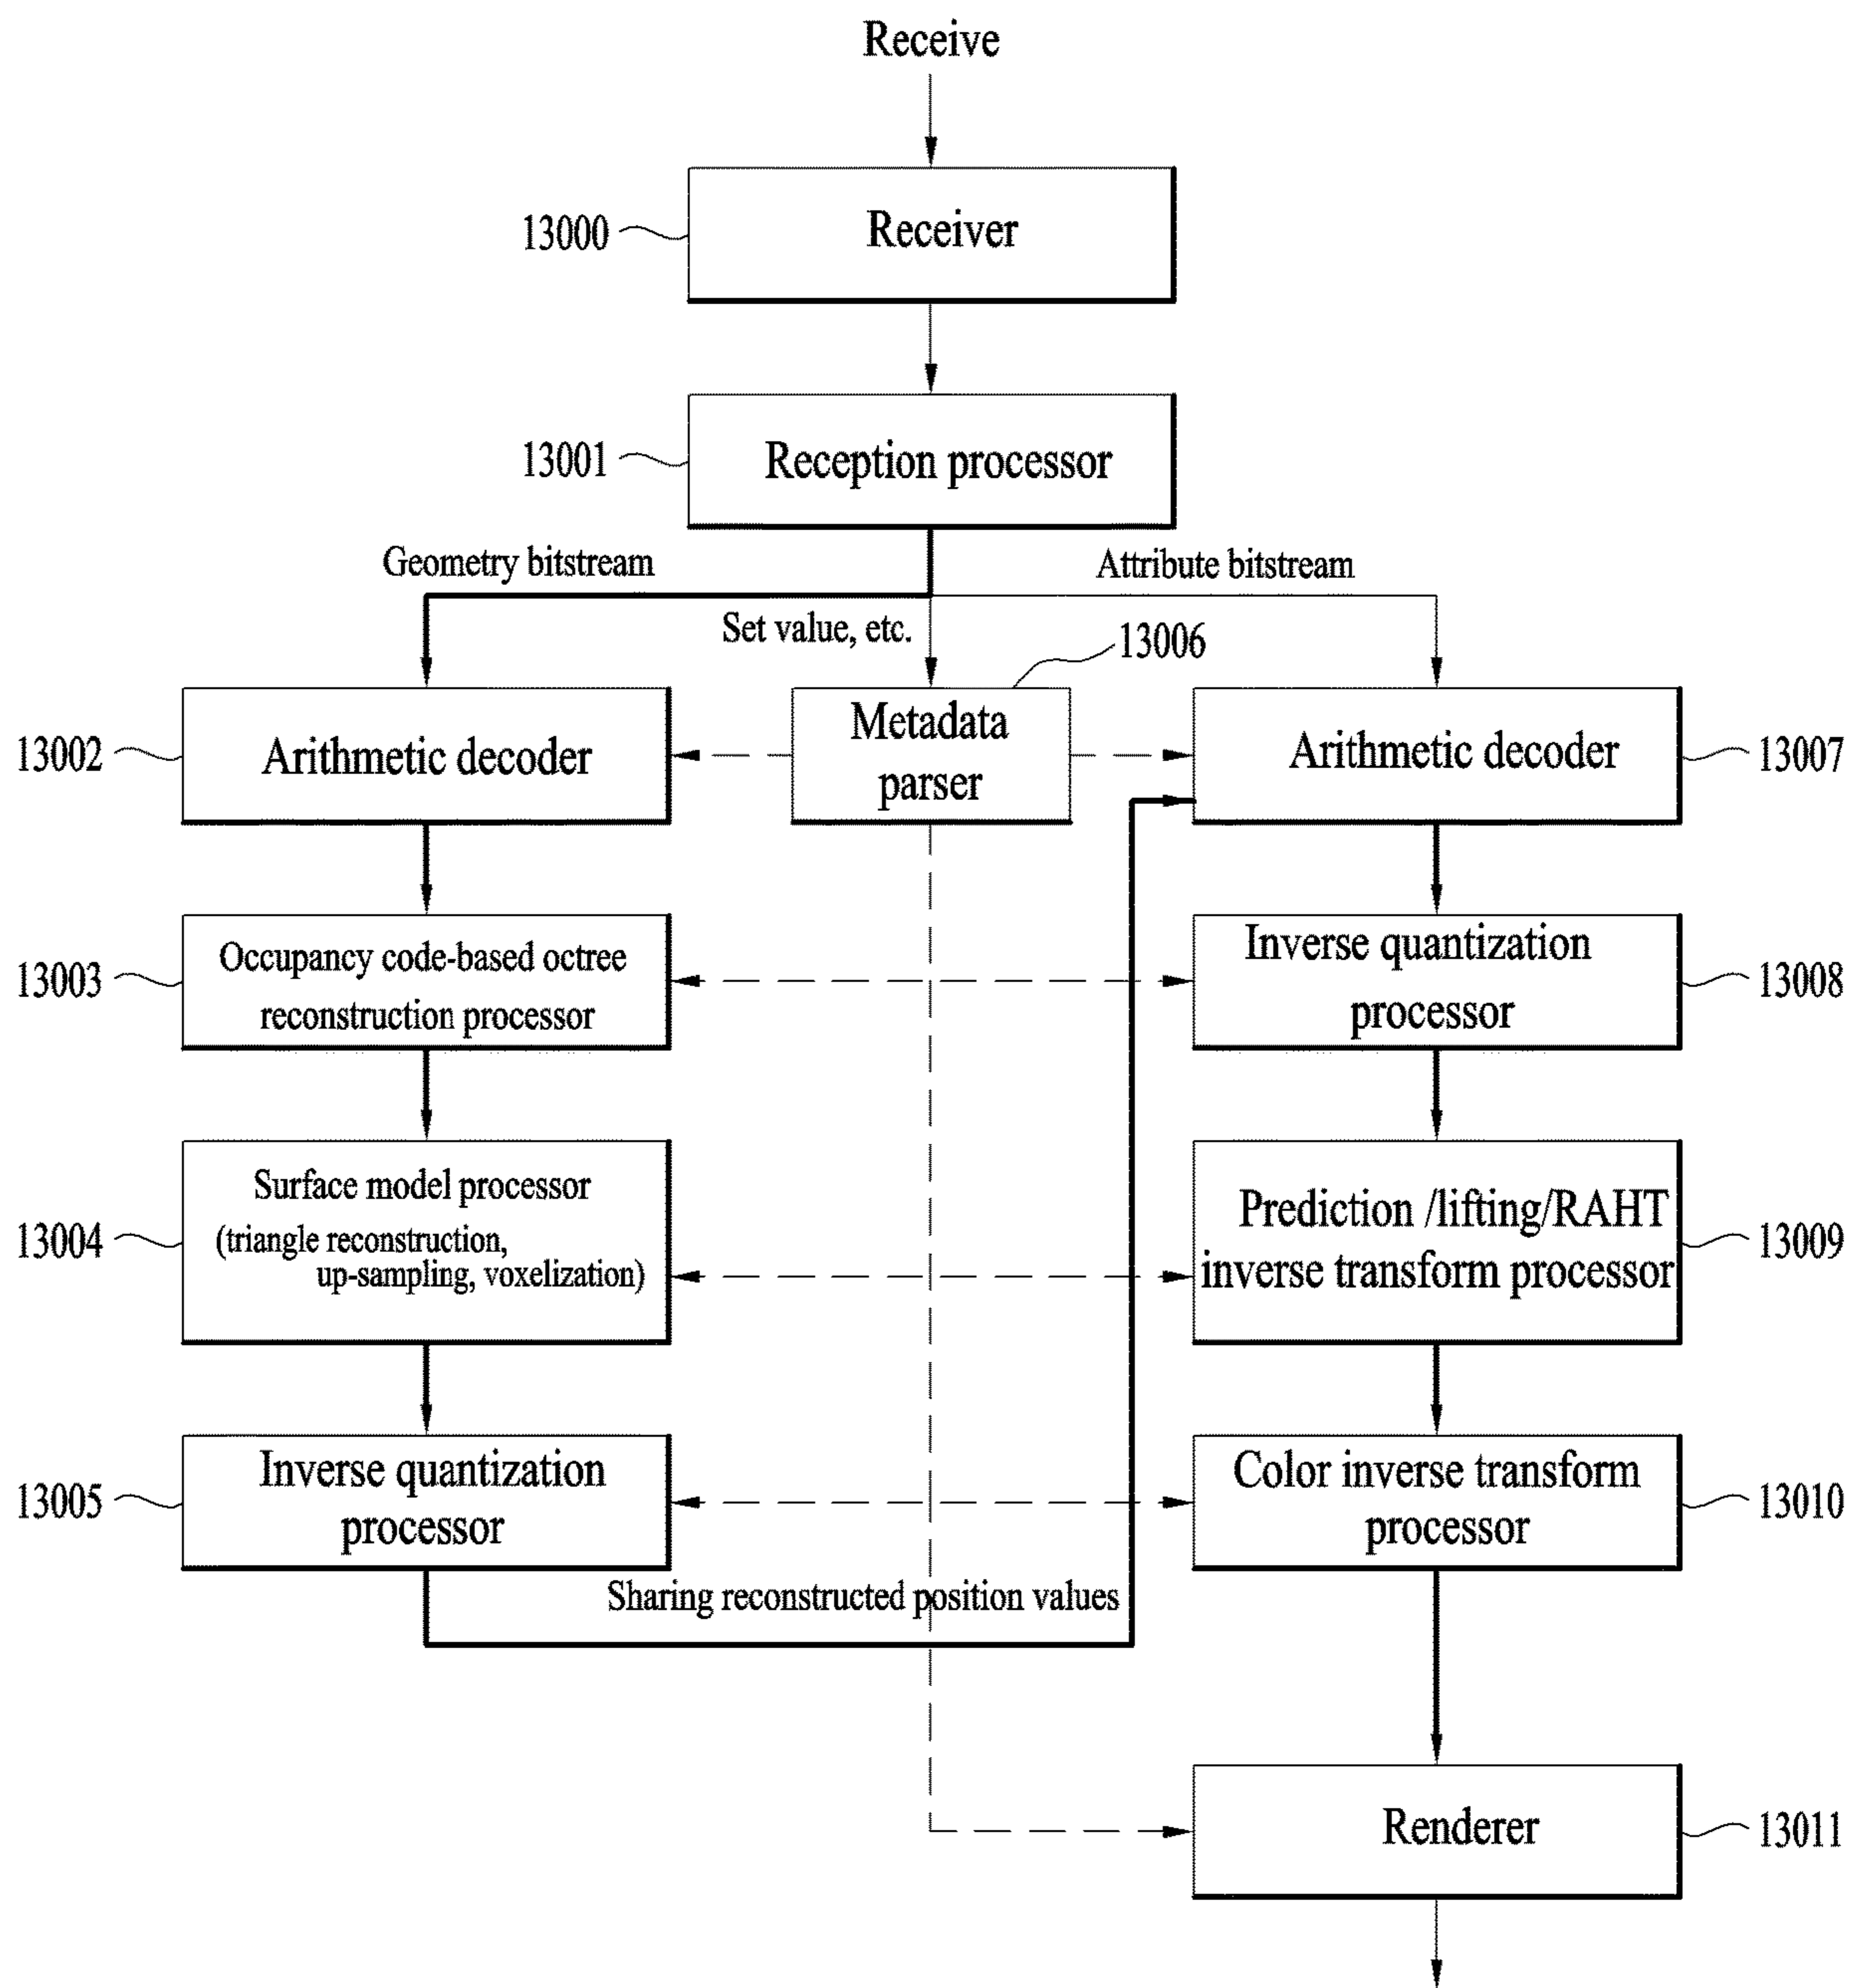 Receive
13000
Receiver
13001
Reception processor
Geometry bitstream
Attribute bitstream
Set value, etc.
13006
13002
Arithmetic decoder
Metadata
parser
Arithmetic decoder
13007
13003
Occupancy code-based octree
reconstruction processor
Inverse quantization
processor
13008
13004
Surface model processor
(triangle reconstruction,
up-sampling, voxelization)
Prediction /lifting/RAHT
inverse transform processor
13009
13005
Inverse quantization
processor
Color inverse transform
processor
13010
Sharing reconstructed position values
Renderer
13011